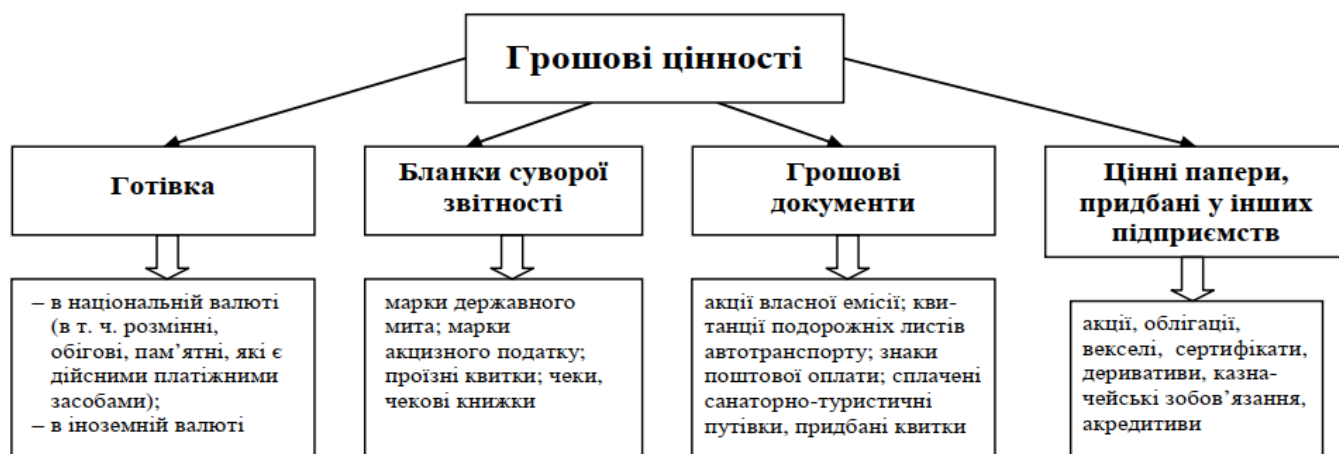 Грошові цінності
Готівка
– в національній валюті
(в т. ч. розмінні,
обігові, пам’ятні, які є
дійсними платіжними
засобами);
– в іноземній валюті
Бланки суворої
звітності
марки державного
мита; марки
акцизного податку;
проїзні квитки; чеки,
чекові книжки
Грошові
документи
акції власної емісії; кви-
танції подорожніх листів
автотранспорту; знаки
поштової оплати; сплачені
санаторно-туристичні
путівки, придбані квитки
Цінні папери,
придбані у інших
підприємств
акції, облігації,
векселі, сертифікати,
деривативи, казна-
чейські зобов’язання,
акредитиви